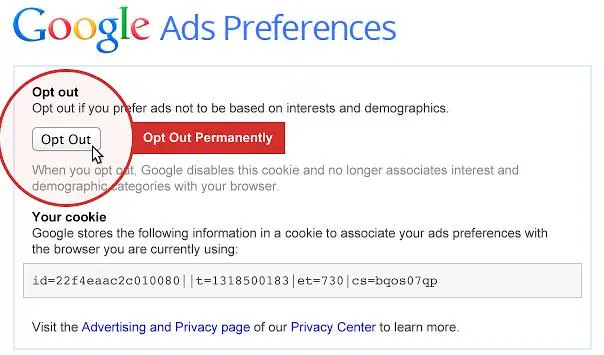 Google Ads Preferences
Opt out
Opt out if you prefer ads not to be based on interests and demographics.
Opt Out
Opt Out Permanently
When you opt out, Google disables this cookie and no longer associates interest and
demographic categories with your browser.
Your cookie
Google stores the following information in a cookie to associate your ads preferences with
the browser you are currently using:
id=22f4eaac2c010080||t=1318500183|et=730|cs=bqos07qp
Visit the Advertising and Privacy page of our Privacy Center to learn more.